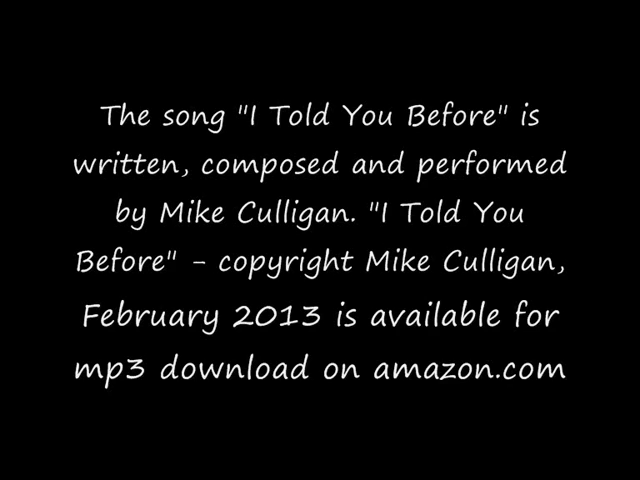 The song "I Told You Before" is
written, composed and performed
by Mike Culligan. "I Told You
Before" - copyright Mike Culligan,
February 2013 is available for
mp3 download on amazon.com